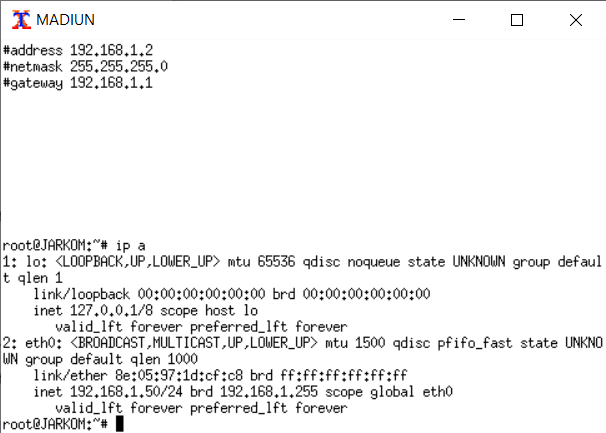 MADIUN
#address 192.168.1.2
#netmask 255.255.255.0
#gateway 192.168.1.1
root@JARKOM:~# ip a
1: lo: <LOOPBACK,UP,LOWER_UP> mtu 65536 qdisc noqueue state UNKNOWN group defaul
t qlen 1
    link/loopback 00:00:00:00:00:00 brd 00:00:00:00:00:00
    inet 127.0.0.1/8 scope host lo
       valid_lft forever preferred_lft forever
2: eth0: <BROADCAST,MULTICAST,UP,LOWER_UP> mtu 1500 qdisc pfifo_fast state UNKNO
WN group default qlen 1000
    link/ether 8e:05:97:1d:cf:c8 brd ff:ff:ff:ff:ff:ff
    inet 192.168.1.50/24 brd 192.168.1.255 scope global eth0
       valid_lft forever preferred_lft forever
root@JARKOM:~#